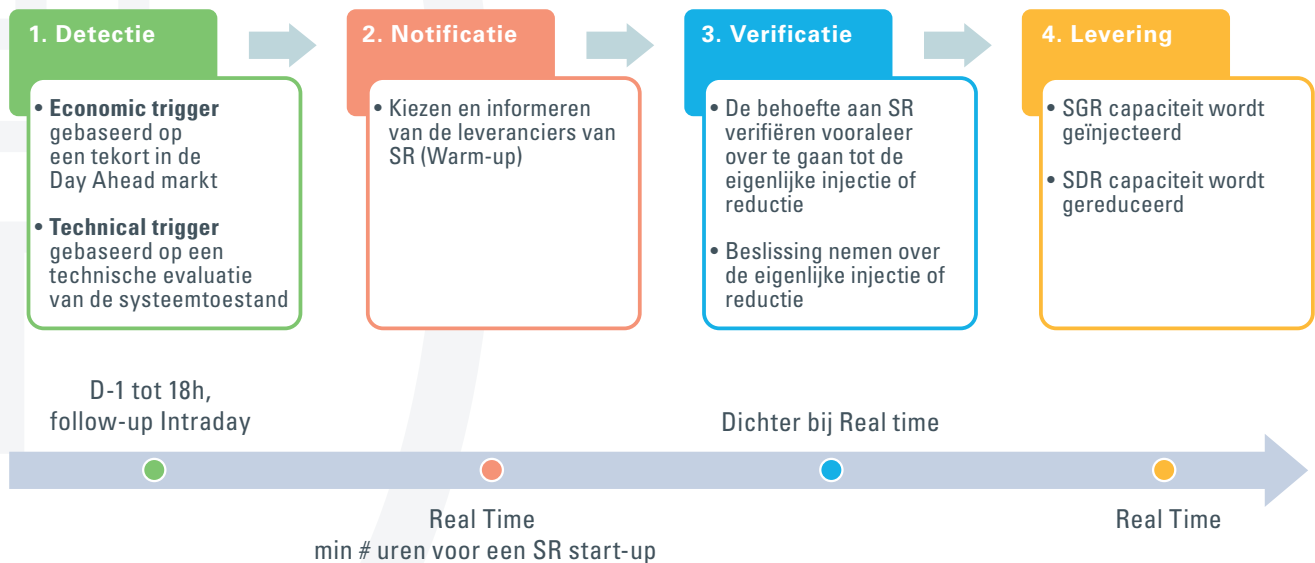 1. Detectie
• Economic trigger
gebaseerd op
een tekort in de
Day Ahead markt
• Technical trigger
gebaseerd op een
technische evaluatie
van de systeemtoestand
2. Notificatie
• Kiezen en informeren
van de leveranciers van
SR (Warm-up)
3. Verificatie
• De behoefte aan SR
verifiëren vooraleer
over te gaan tot de
eigenlijke injectie of
reductie
• Beslissing nemen over
de eigenlijke injectie of
reductie
4. Levering
• SGR capaciteit wordt
geïnjecteerd
• SDR capaciteit wordt
gereduceerd
D-1 tot 18h,
follow-up Intraday
Real Time
min # uren voor een SR start-up
Dichter bij Real time
Real Time